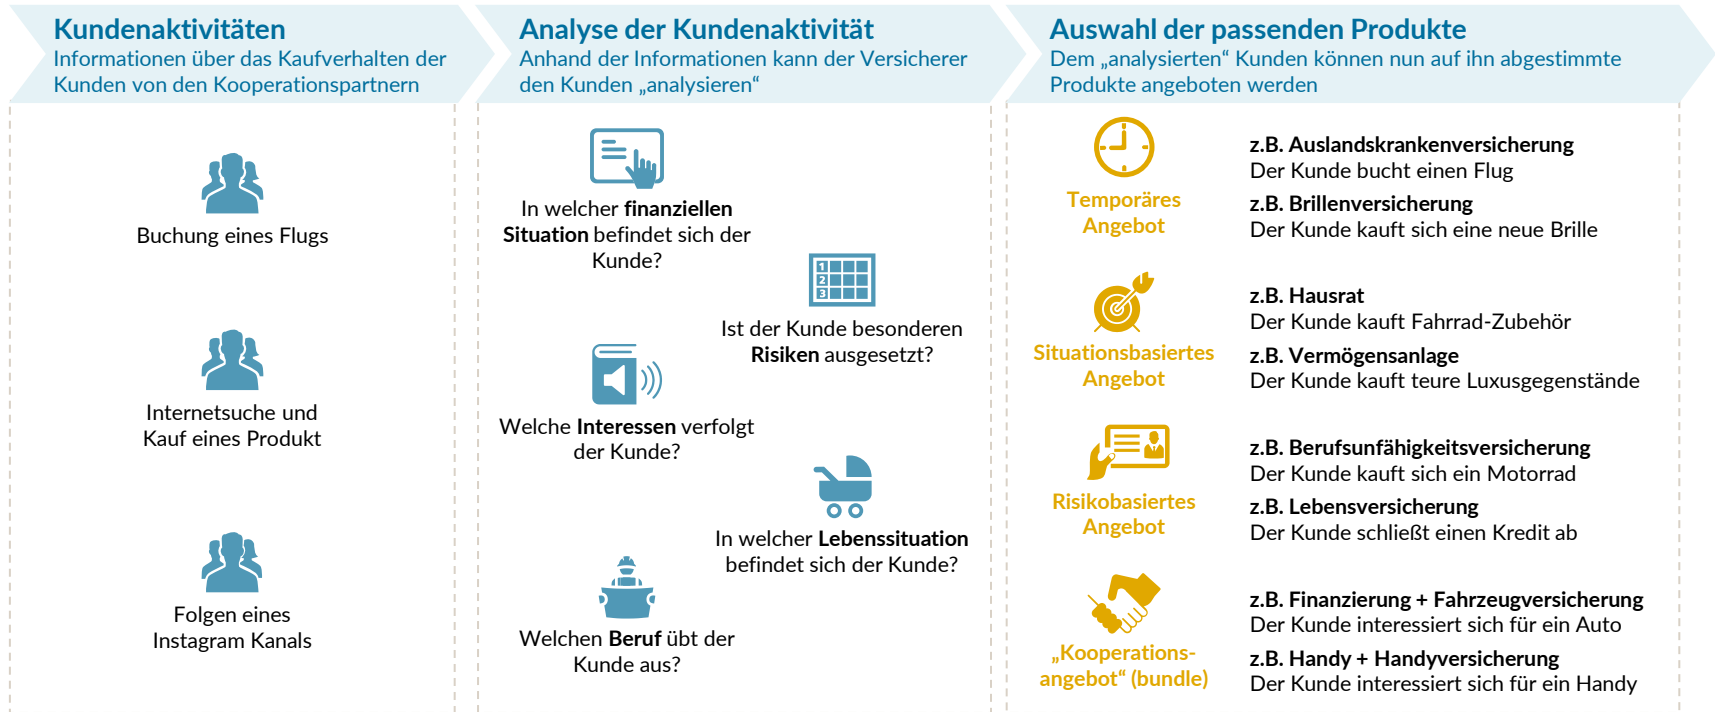 Kundenaktivitäten
Informationen über das Kaufverhalten der
Kunden von den Kooperationspartnern
Buchung eines Flugs
Internetsuche und
Kauf eines Produkt
Folgen eines
Instagram Kanals
Analyse der Kundenaktivität
Anhand der Informationen kann der Versicherer
den Kunden „analysieren“
In welcher finanziellen
Situation befindet sich der
Kunde?
1
2
3
Ist der Kunde besonderen
Risiken ausgesetzt?
Welche Interessen verfolgt
der Kunde?
In welcher Lebenssituation
befindet sich der Kunde?
Welchen Beruf übt der
Kunde aus?
Auswahl der passenden Produkte
Dem „analysierten“ Kunden können nun auf ihn abgestimmte
Produkte angeboten werden
Temporäres
Angebot
z.B. Auslandskrankenversicherung
Der Kunde bucht einen Flug
z.B. Brillenversicherung
Der Kunde kauft sich eine neue Brille
Situationsbasiertes
Angebot
z.B. Hausrat
Der Kunde kauft Fahrrad-Zubehör
z.B. Vermögensanlage
Der Kunde kauft teure Luxusgegenstände
Risikobasiertes
Angebot
z.B. Berufsunfähigkeitsversicherung
Der Kunde kauft sich ein Motorrad
z.B. Lebensversicherung
Der Kunde schließt einen Kredit ab
„Kooperations-
angebot“ (bundle)
z.B. Finanzierung + Fahrzeugversicherung
Der Kunde interessiert sich für ein Auto
z.B. Handy + Handyversicherung
Der Kunde interessiert sich für ein Handy